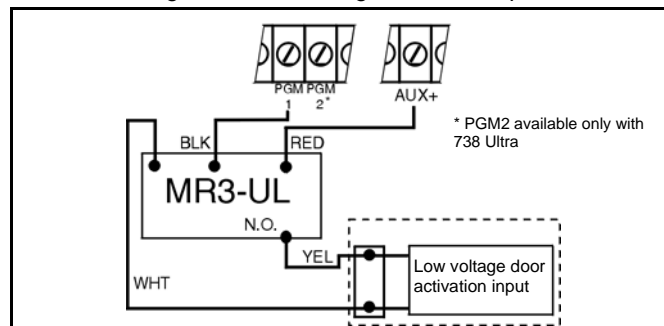 PGM PGM
1 2*
AUX+
* PGM2 available only with
738 Ultra
BLK RED
MR3-UL
N.O.
YEL
WHT
Low voltage door
activation input